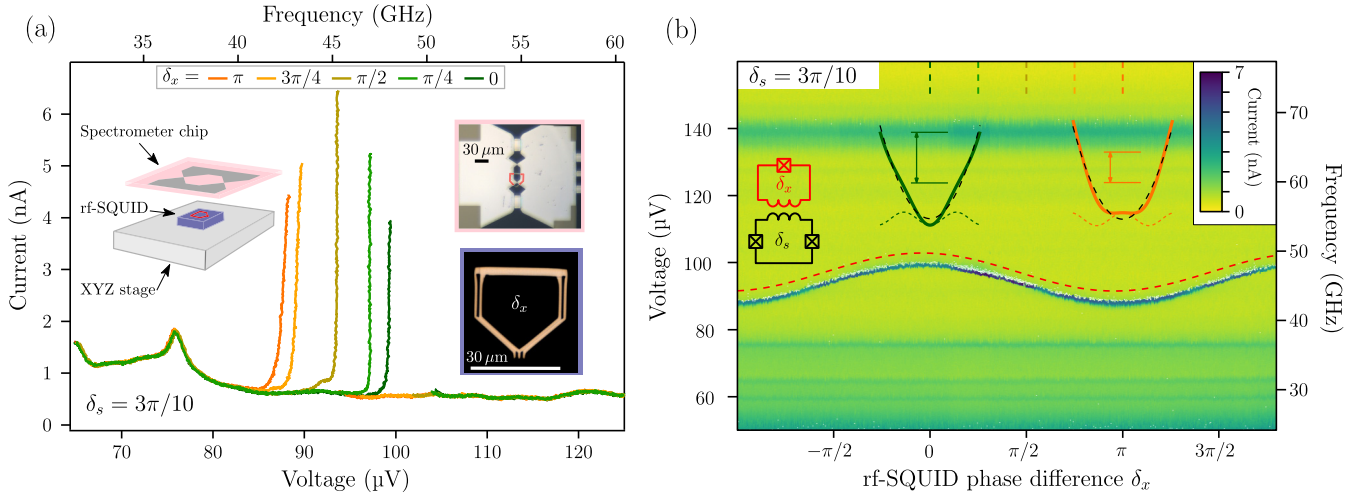 (a)
Frequency (GHz)
35 40 45 50 55 60
δx = π 3π/4 π/2 π/4 0
Current (nA)
6
5
4
3
2
1
0
Spectrometer chip
rf-SQUID
XYZ stage
30 μm
δx
30 μm
δs = 3π/10
70 80 90 100 110 120
Voltage (μV)
(b)
δs = 3π/10
7
0
Current (nA)
Voltage (μV)
140
120
100
80
60
δx
δs
Frequency (GHz)
70
60
50
40
30
−π/2 0 π/2 π 3π/2
rf-SQUID phase difference δx